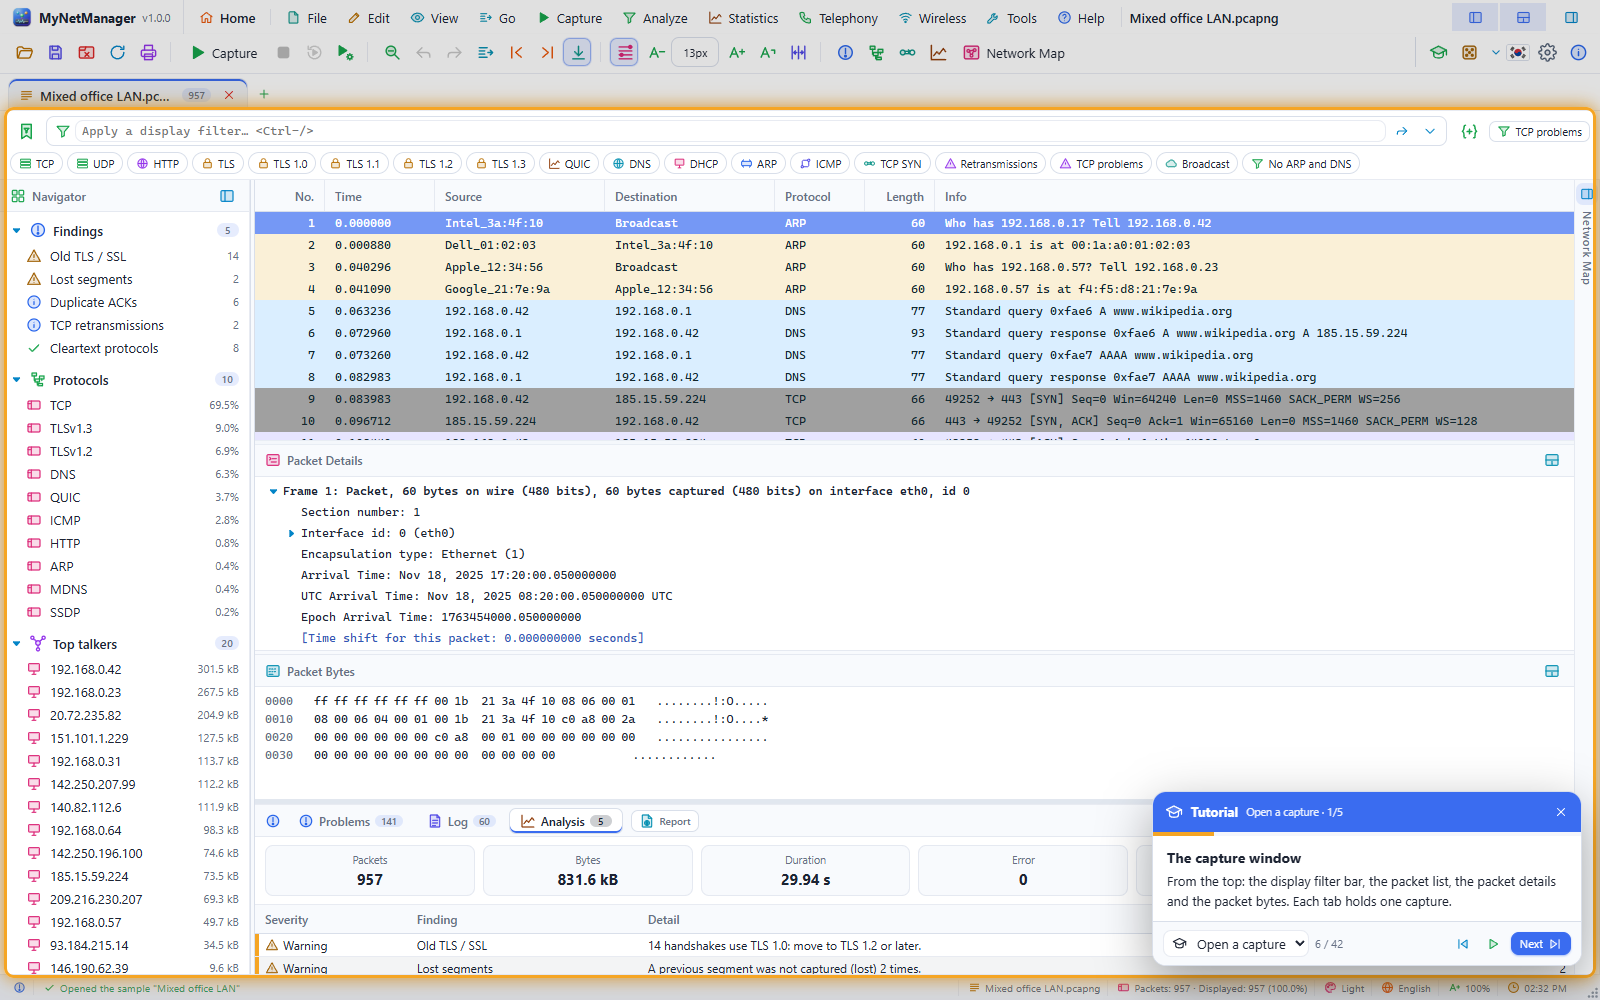 MyNetManager v1.0.0 Home File Edit View Go Capture Analyze Statistics Telephony Wireless Tools Help Mixed office LAN.pcapng
Capture A− 13px A+ Network Map
Mixed office LAN.pc... 957
Apply a display filter… <Ctrl-/> TCP problems
TCP UDP HTTP TLS TLS 1.0 TLS 1.1 TLS 1.2 TLS 1.3 QUIC DNS DHCP ARP ICMP TCP SYN Retransmissions TCP problems Broadcast No ARP and DNS
Navigator
Findings 5
Old TLS / SSL 14
Lost segments 2
Duplicate ACKs 6
TCP retransmissions 2
Cleartext protocols 8
Protocols 10
TCP 69.5%
TLSv1.3 9.0%
TLSv1.2 6.9%
DNS 6.3%
QUIC 3.7%
ICMP 2.8%
HTTP 0.8%
ARP 0.4%
MDNS 0.4%
SSDP 0.2%
Top talkers 20
192.168.0.42 301.5 kB
192.168.0.23 267.5 kB
20.72.235.82 204.9 kB
151.101.1.229 127.5 kB
192.168.0.31 113.7 kB
142.250.207.99 112.2 kB
140.82.112.6 111.9 kB
192.168.0.64 98.3 kB
142.250.196.100 74.6 kB
185.15.59.224 73.5 kB
209.216.230.207 69.3 kB
192.168.0.57 49.7 kB
93.184.215.14 34.5 kB
146.190.62.39 9.6 kB
No. Time Source Destination Protocol Length Info
1 0.000000 Intel_3a:4f:10 Broadcast ARP 60 Who has 192.168.0.1? Tell 192.168.0.42
2 0.000880 Dell_01:02:03 Intel_3a:4f:10 ARP 60 192.168.0.1 is at 00:1a:a0:01:02:03
3 0.040296 Apple_12:34:56 Broadcast ARP 60 Who has 192.168.0.57? Tell 192.168.0.23
4 0.041090 Google_21:7e:9a Apple_12:34:56 ARP 60 192.168.0.57 is at f4:f5:d8:21:7e:9a
5 0.063236 192.168.0.42 192.168.0.1 DNS 77 Standard query 0xfae6 A www.wikipedia.org
6 0.072960 192.168.0.1 192.168.0.42 DNS 93 Standard query response 0xfae6 A www.wikipedia.org A 185.15.59.224
7 0.073260 192.168.0.42 192.168.0.1 DNS 77 Standard query 0xfae7 AAAA www.wikipedia.org
8 0.082983 192.168.0.1 192.168.0.42 DNS 77 Standard query response 0xfae7 AAAA www.wikipedia.org
9 0.083983 192.168.0.42 185.15.59.224 TCP 66 49252 → 443 [SYN] Seq=0 Win=64240 Len=0 MSS=1460 SACK_PERM WS=256
10 0.096712 185.15.59.224 192.168.0.42 TCP 66 443 → 49252 [SYN, ACK] Seq=0 Ack=1 Win=65160 Len=0 MSS=1460 SACK_PERM WS=128
Network Map
Packet Details
Frame 1: Packet, 60 bytes on wire (480 bits), 60 bytes captured (480 bits) on interface eth0, id 0
Section number: 1
Interface id: 0 (eth0)
Encapsulation type: Ethernet (1)
Arrival Time: Nov 18, 2025 17:20:00.050000000
UTC Arrival Time: Nov 18, 2025 08:20:00.050000000 UTC
Epoch Arrival Time: 1763454000.050000000
[Time shift for this packet: 0.000000000 seconds]
Packet Bytes
0000 ff ff ff ff ff ff 00 1b 21 3a 4f 10 08 06 00 01 ........!:O.....
0010 08 00 06 04 00 01 00 1b 21 3a 4f 10 c0 a8 00 2a ........!:O....*
0020 00 00 00 00 00 00 c0 a8 00 01 00 00 00 00 00 00 ................
0030 00 00 00 00 00 00 00 00 00 00 00 00 ............
Problems 141 Log 60 Analysis 5 Report
Packets Bytes Duration Error
957 831.6 kB 29.94 s 0
Severity Finding Detail
Warning Old TLS / SSL 14 handshakes use TLS 1.0: move to TLS 1.2 or later.
Warning Lost segments A previous segment was not captured (lost) 2 times. 2
Tutorial Open a capture · 1/5
The capture window
From the top: the display filter bar, the packet list, the packet details
and the packet bytes. Each tab holds one capture.
Open a capture 6 / 42 Next
Opened the sample "Mixed office LAN" Mixed office LAN.pcapng Packets: 957 · Displayed: 957 (100.0%) Light English 100% 02:32 PM